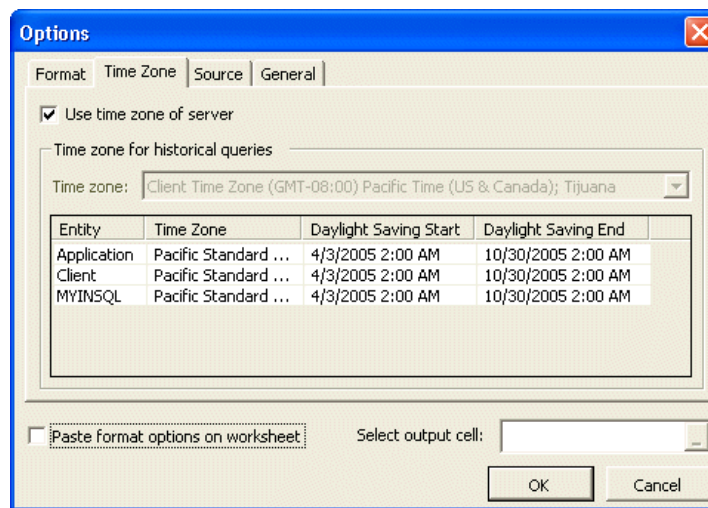 Options
Format Time Zone Source General
Use time zone of server
Time zone for historical queries
Time zone: Client Time Zone (GMT-08:00) Pacific Time (US & Canada); Tijuana
Entity Time Zone Daylight Saving Start Daylight Saving End
Application Pacific Standard ... 4/3/2005 2:00 AM 10/30/2005 2:00 AM
Client Pacific Standard ... 4/3/2005 2:00 AM 10/30/2005 2:00 AM
MYINSQL Pacific Standard ... 4/3/2005 2:00 AM 10/30/2005 2:00 AM
Paste format options on worksheet Select output cell: ...
OK Cancel